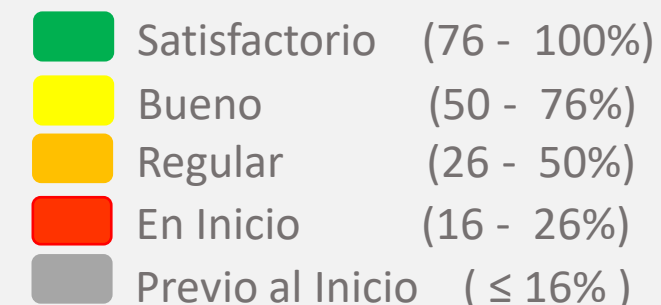 Satisfactorio (76 - 100%)
Bueno (50 - 76%)
Regular (26 - 50%)
En Inicio (16 - 26%)
Previo al Inicio ( ≤ 16% )